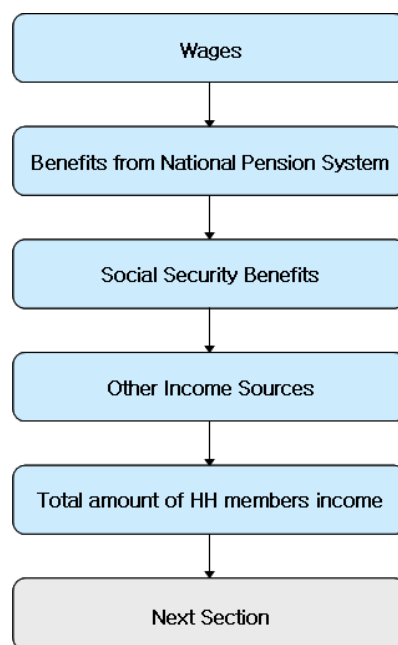 Wages
Benefits from National Pension System
Social Security Benefits
Other Income Sources
Total amount of HH members income
Next Section